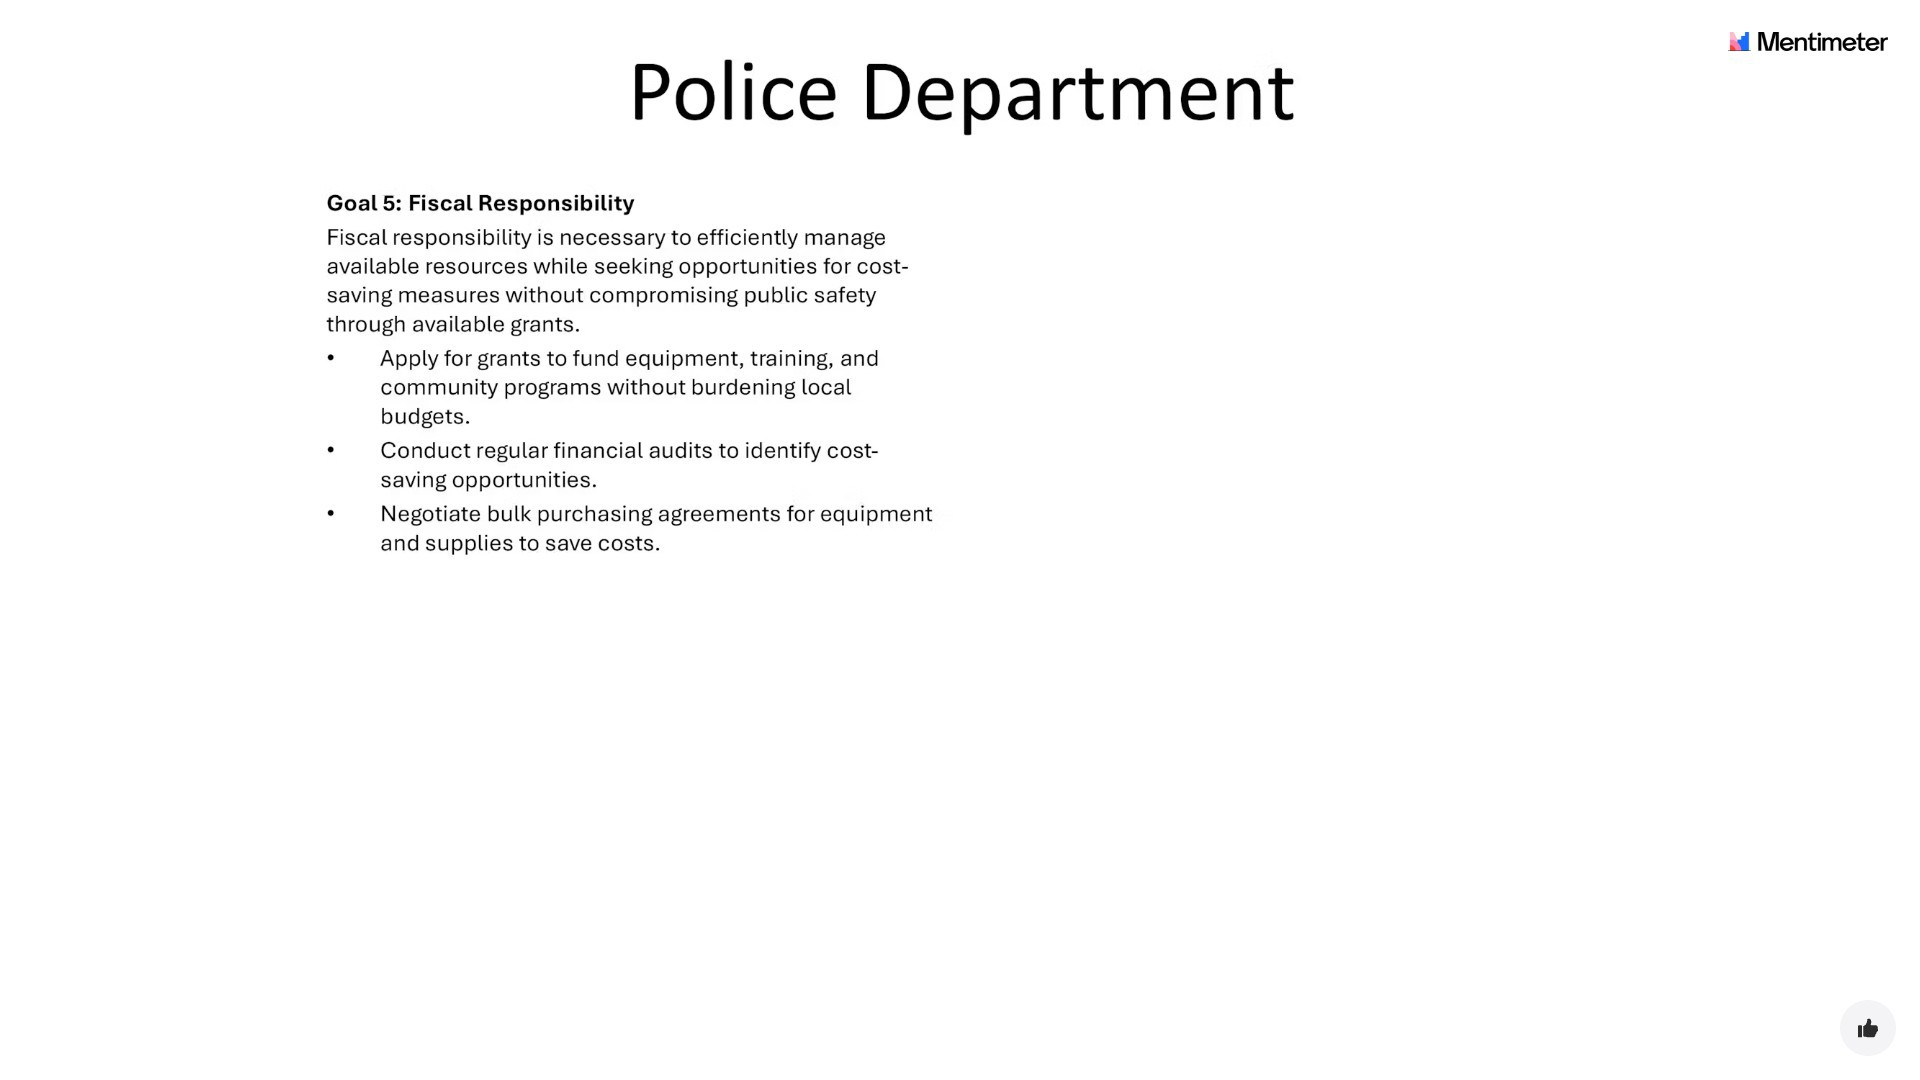 Mentimeter
Police Department
Goal 5: Fiscal Responsibility
Fiscal responsibility is necessary to efficiently manage
available resources while seeking opportunities for cost-
saving measures without compromising public safety
through available grants.
• Apply for grants to fund equipment, training, and
community programs without burdening local
budgets.
• Conduct regular financial audits to identify cost-
saving opportunities.
• Negotiate bulk purchasing agreements for equipment
and supplies to save costs.